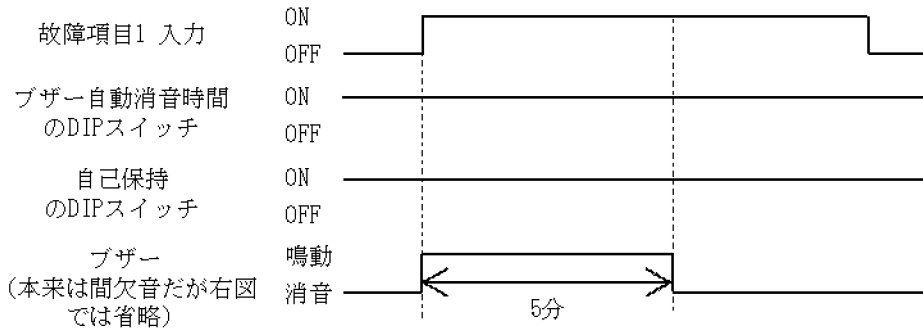 故障項目1 入力
ON
OFF
ブザー自動消音時間
のDIPスイッチ
ON
OFF
自己保持
のDIPスイッチ
ON
OFF
ブザー
(本来は間欠音だが右図
では省略)
鳴動
消音
5分